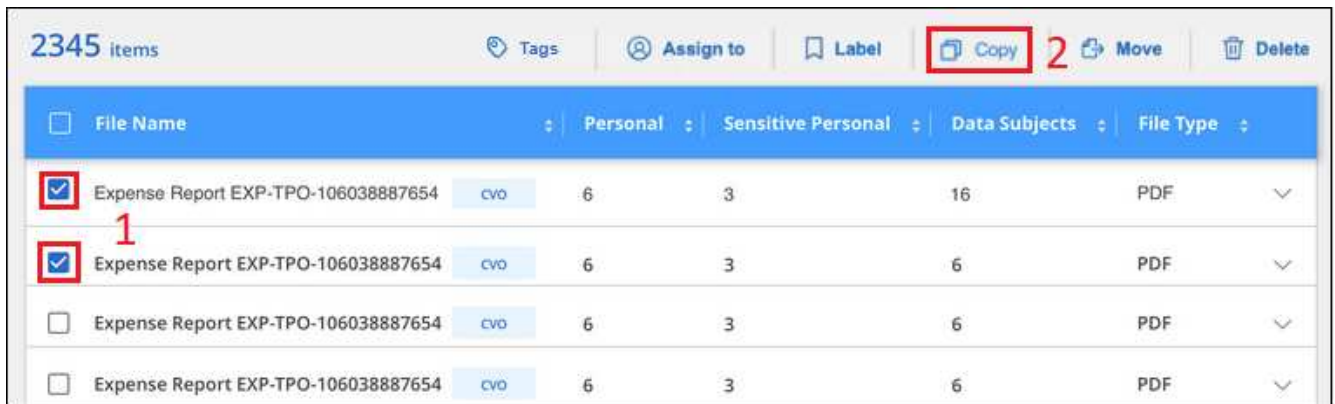 2345 items Tags Assign to Label Copy 2 Move Delete
File Name Personal Sensitive Personal Data Subjects File Type
Expense Report EXP-TPO-106038887654 CVO 6 3 16 PDF
1
Expense Report EXP-TPO-106038887654 CVO 6 3 6 PDF
Expense Report EXP-TPO-106038887654 CVO 6 3 6 PDF
Expense Report EXP-TPO-106038887654 CVO 6 3 6 PDF